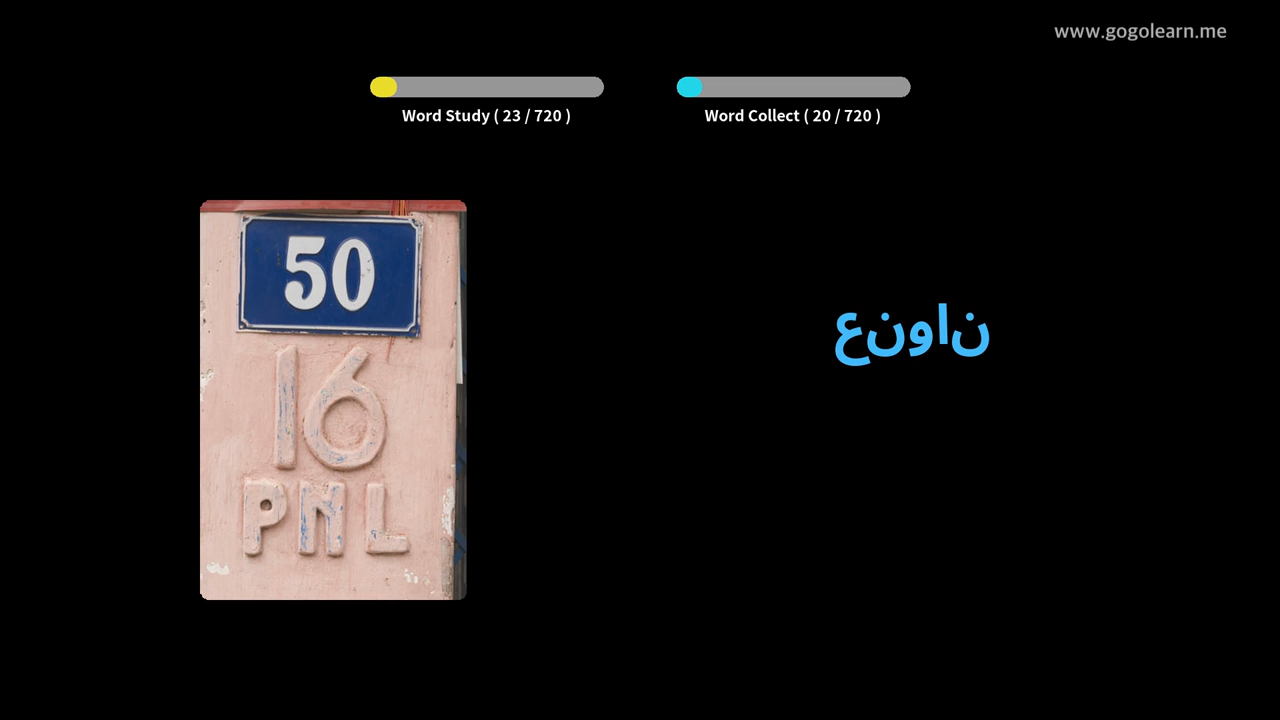 www.gogolearn.me
Word Study ( 23 / 720 )
Word Collect ( 20 / 720 )
50
16
PML
عنوان